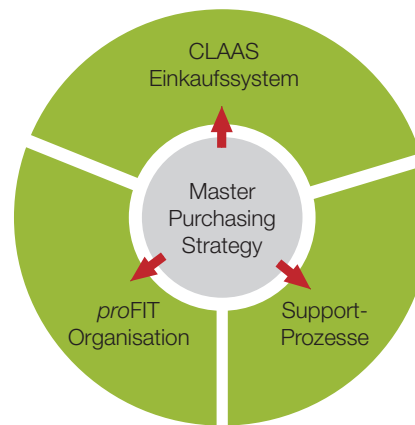 CLAAS
Einkaufssystem
Master
Purchasing
Strategy
proFIT
Organisation
Support-
Prozesse